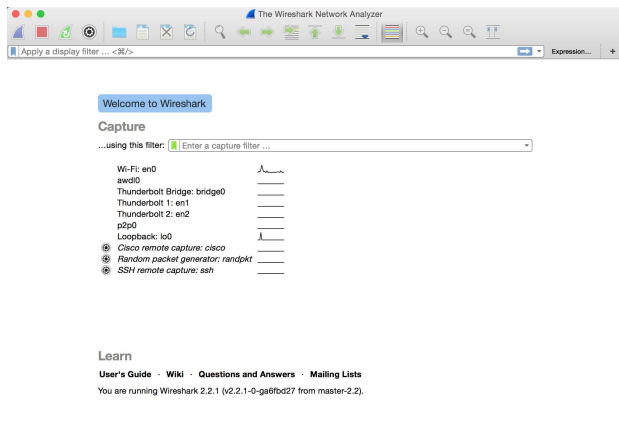 The Wireshark Network Analyzer
Apply a display filter ... <⌘/>
Expression... +
Welcome to Wireshark
Capture
...using this filter: Enter a capture filter ...
Wi-Fi: en0
awdl0
Thunderbolt Bridge: bridge0
Thunderbolt 1: en1
Thunderbolt 2: en2
p2p0
Loopback: lo0
Cisco remote capture: cisco
Random packet generator: randpkt
SSH remote capture: ssh
Learn
User's Guide · Wiki · Questions and Answers · Mailing Lists
You are running Wireshark 2.2.1 (v2.2.1-0-ga6fbd27 from master-2.2).